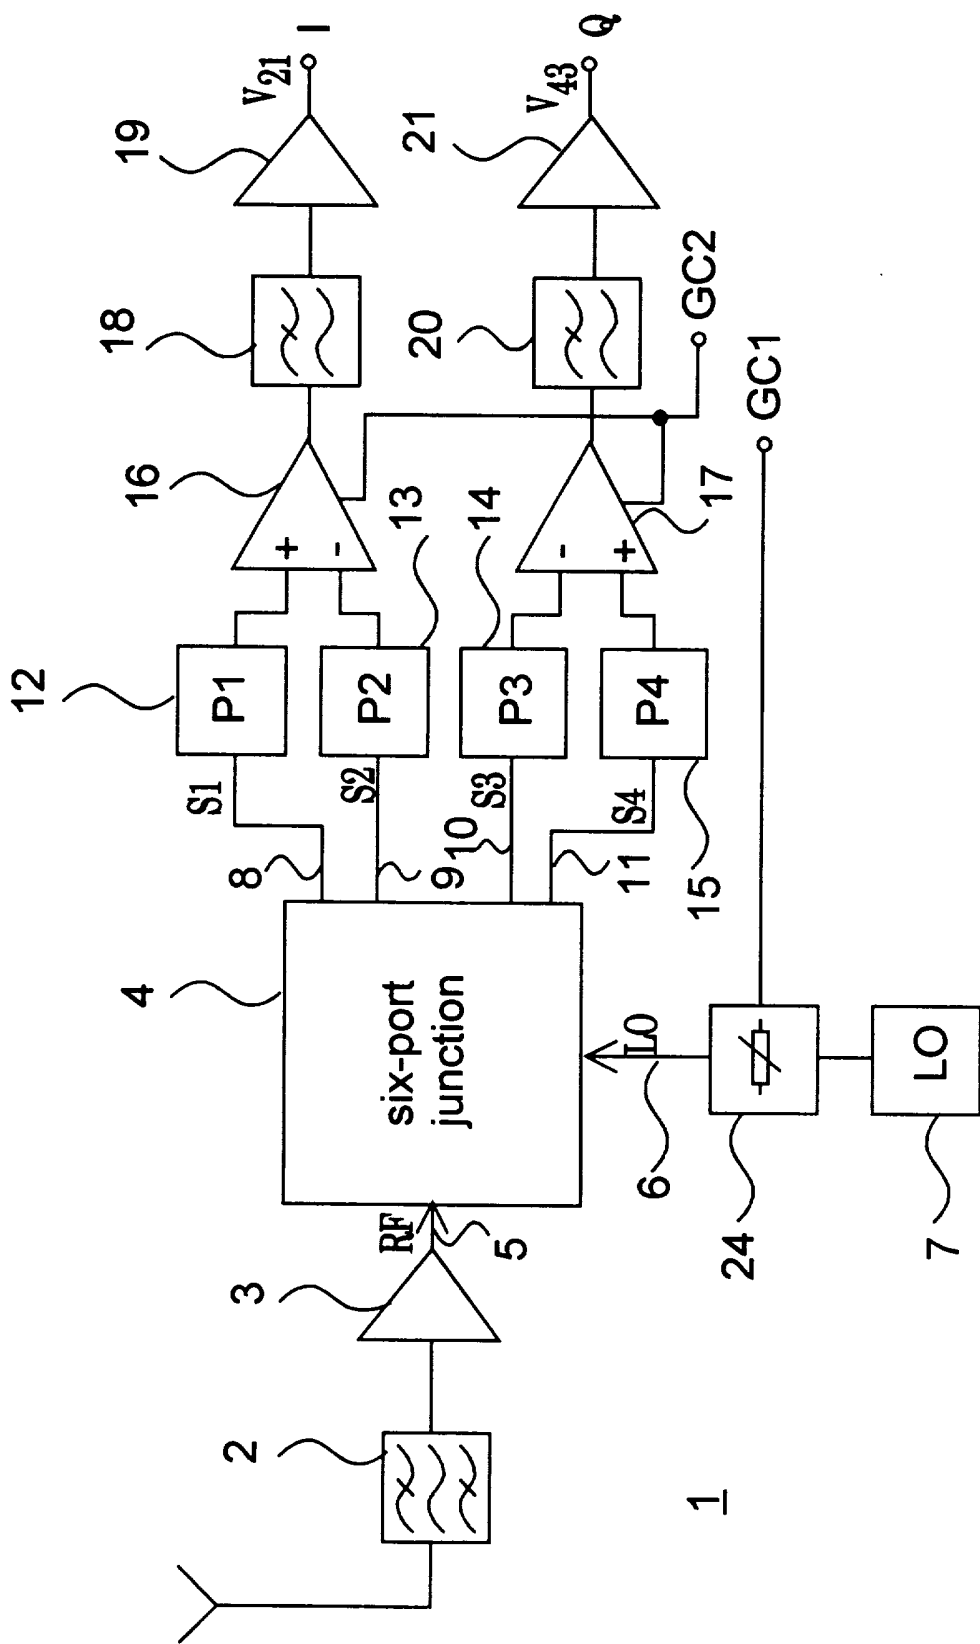 I
V21
19
18
16
12
P1
+
-
S1
8
13
P2
S2
9
Q
V43
21
20
GC2
17
14
P3
-
+
S3
10
P4
S4
11
15
GC1
4
six-port
junction
RF
5
3
2
LO
6
24
LO
7
1